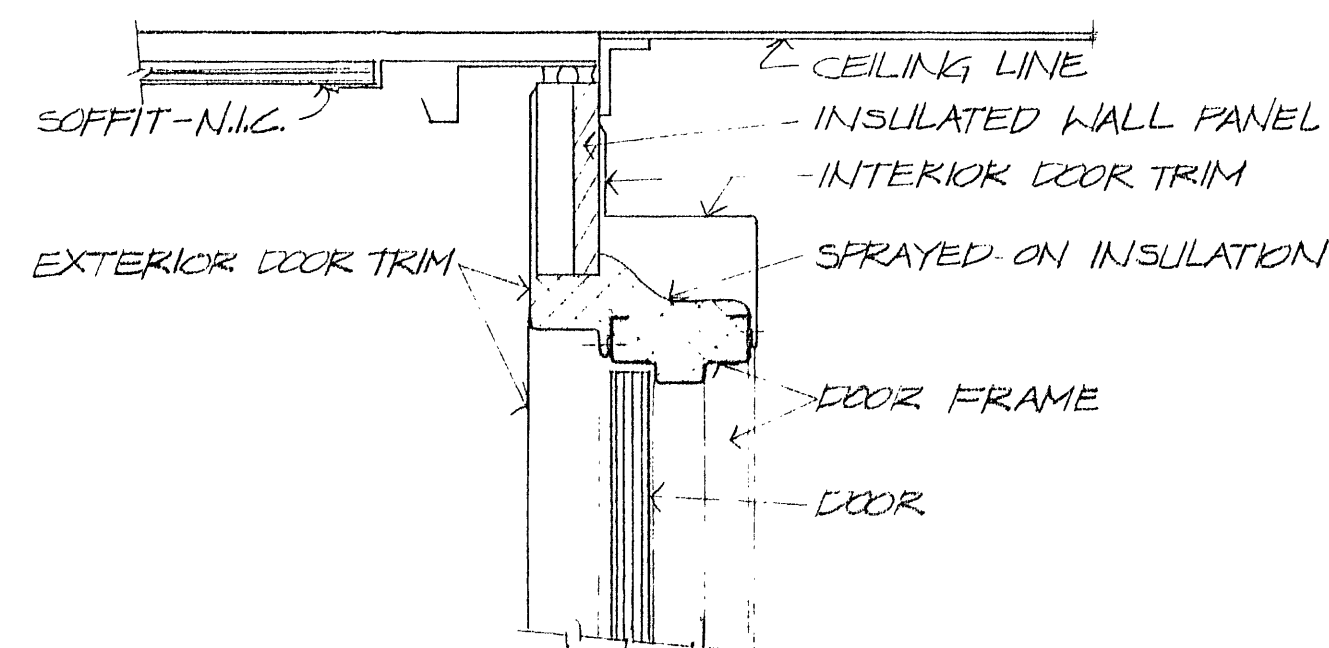 CEILING LINE
SOFFIT-N.I.C.
INSULATED WALL PANEL
INTERIOR DOOR TRIM
EXTERIOR DOOR TRIM
SPRAYED-ON INSULATION
DOOR FRAME
DOOR